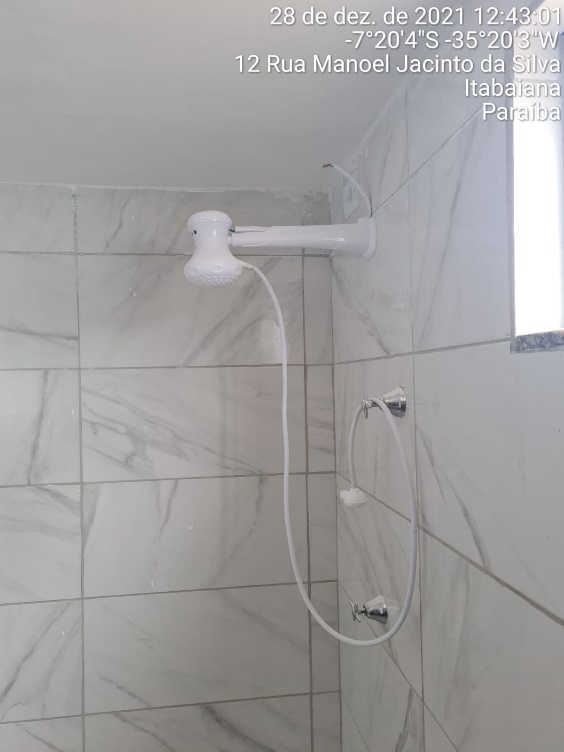 28 de dez. de 2021 12:43:01
-7°20'4"S -35°20'3"W
12 Rua Manoel Jacinto da Silva
Itabaiana
Paraíba